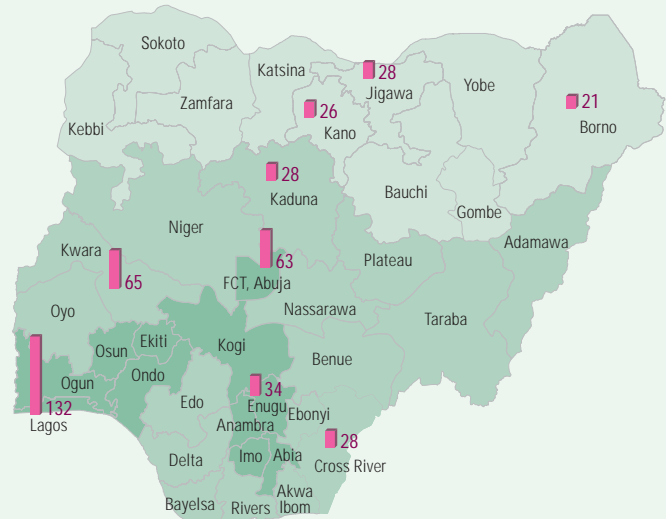 Sokoto
Katsina
28
Jigawa
Yobe
21
Borno
Zamfara
26
Kano
Kebbi
28
Kaduna
Bauchi
Gombe
Niger
Adamawa
Kwara
65
63
FCT, Abuja
Plateau
Oyo
Nassarawa
Taraba
Osun
Ekiti
Kogi
Benue
Ogun
Ondo
34
Enugu
Edo
Ebonyi
132
Lagos
Anambra
28
Cross River
Delta
Imo
Abia
Akwa
Ibom
Bayelsa
Rivers